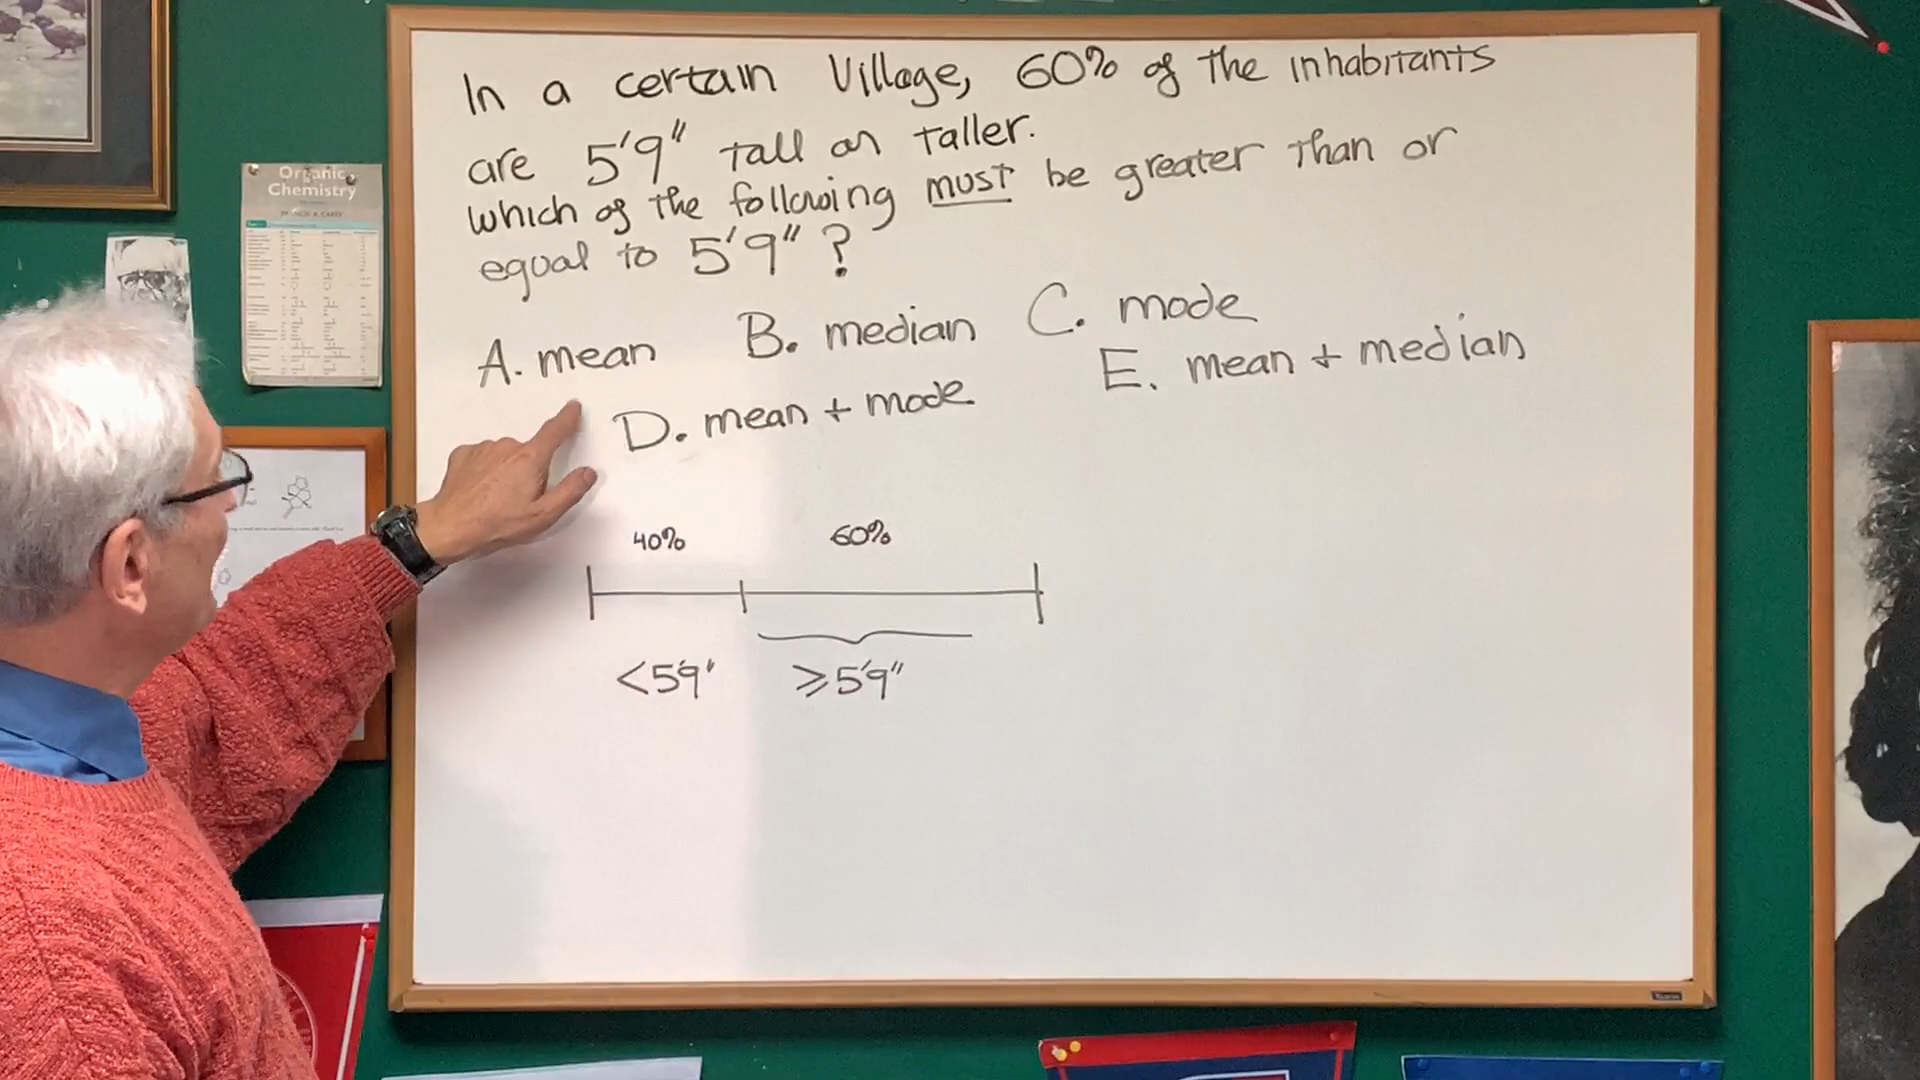 In a certain Village, 60% of the inhabitants
are 5'9" tall or taller.
which of the following must be greater than or
equal to 5'9" ?
A. mean B. median C. mode
D. mean + mode E. mean + median
40% 60%
<5'9" ≥5'9"
Organic
Chemistry